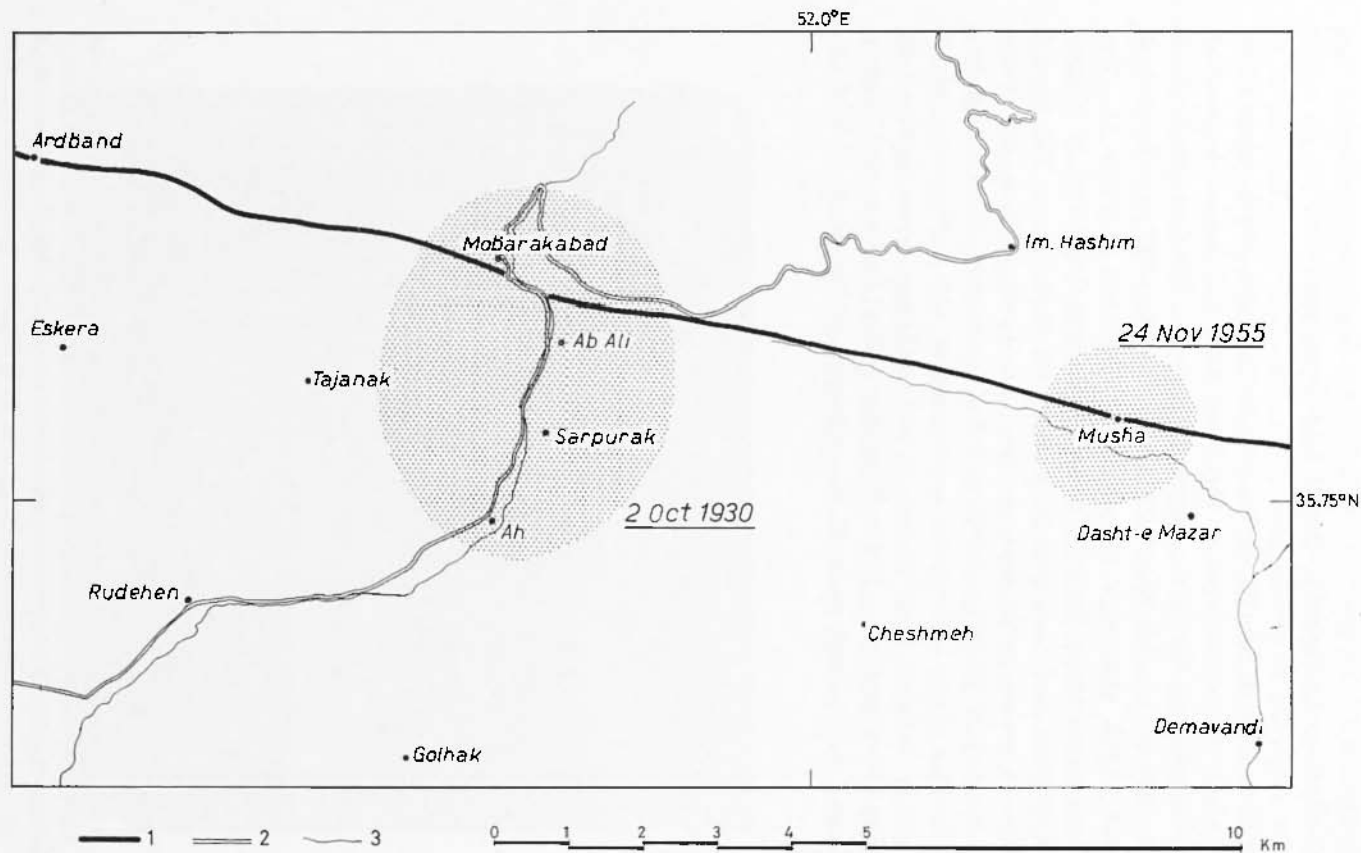 52.0°E
Ardband
Mobarakabad
Im. Hashim
Eskera
Ab Ali
24 Nov 1955
Tajanak
Musha
Sarpurak
35.75°N
2 Oct 1930
Ah
Dasht-e Mazar
Rudehen
Cheshmeh
Demavand
Golhak
1 2 3 0 1 2 3 4 5 10 Km